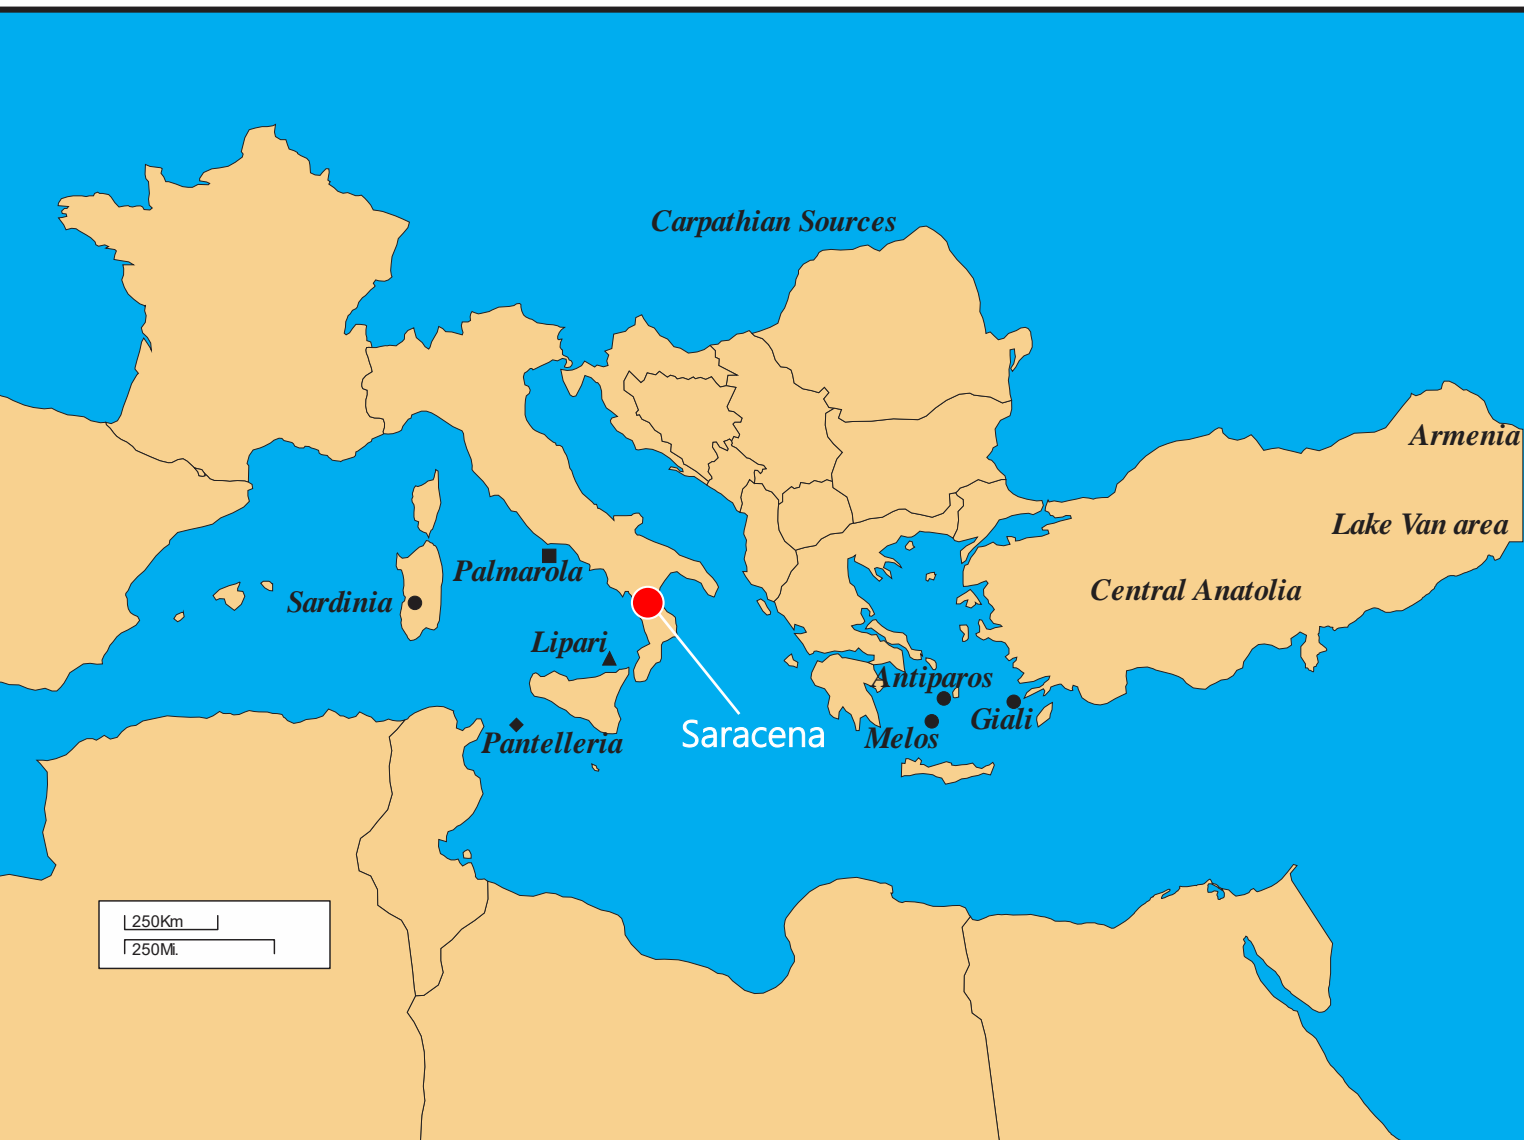 Carpathian Sources
Armenia
Lake Van area
Palmarola
Central Anatolia
Sardinia
Lipari
Antiparos
Giali
Saracena
Melos
Pantelleria
250Km
250Mi.